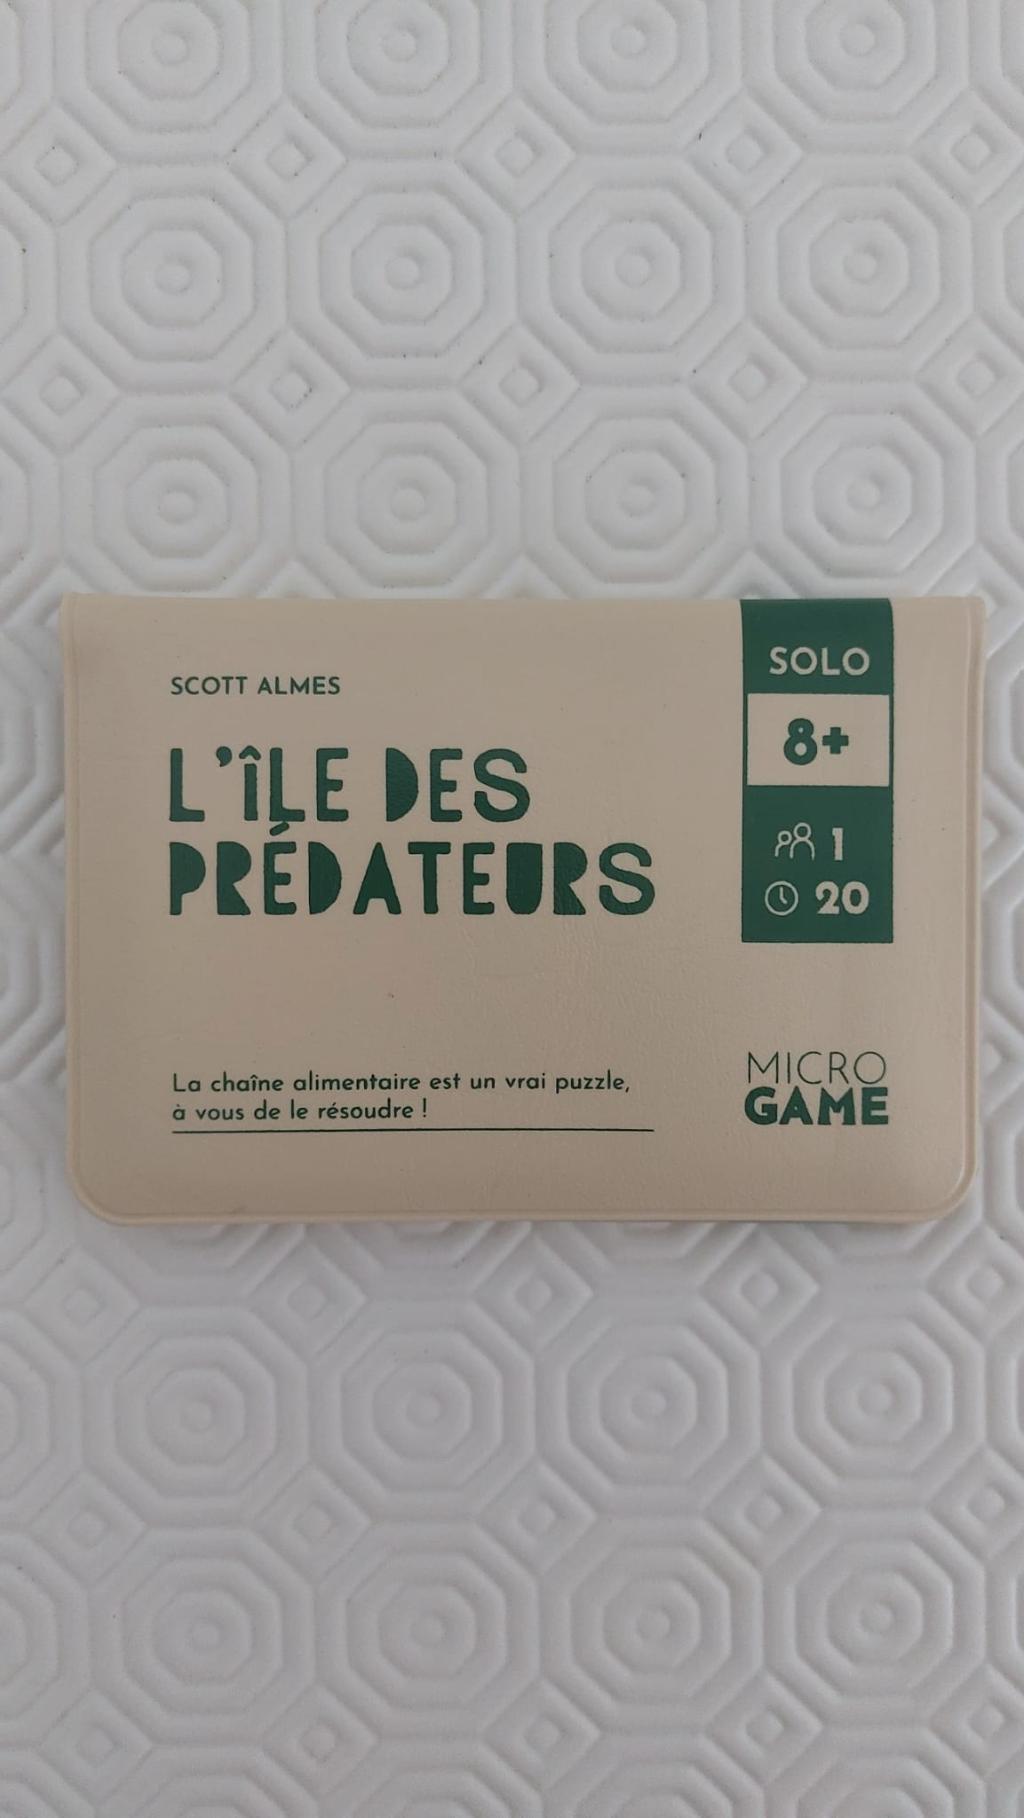 SCOTT ALMES
L'ÎLE DES
PRÉDATEURS
La chaîne alimentaire est un vrai puzzle,
à vous de le résoudre !
SOLO
8+
1
20
MICRO
GAME